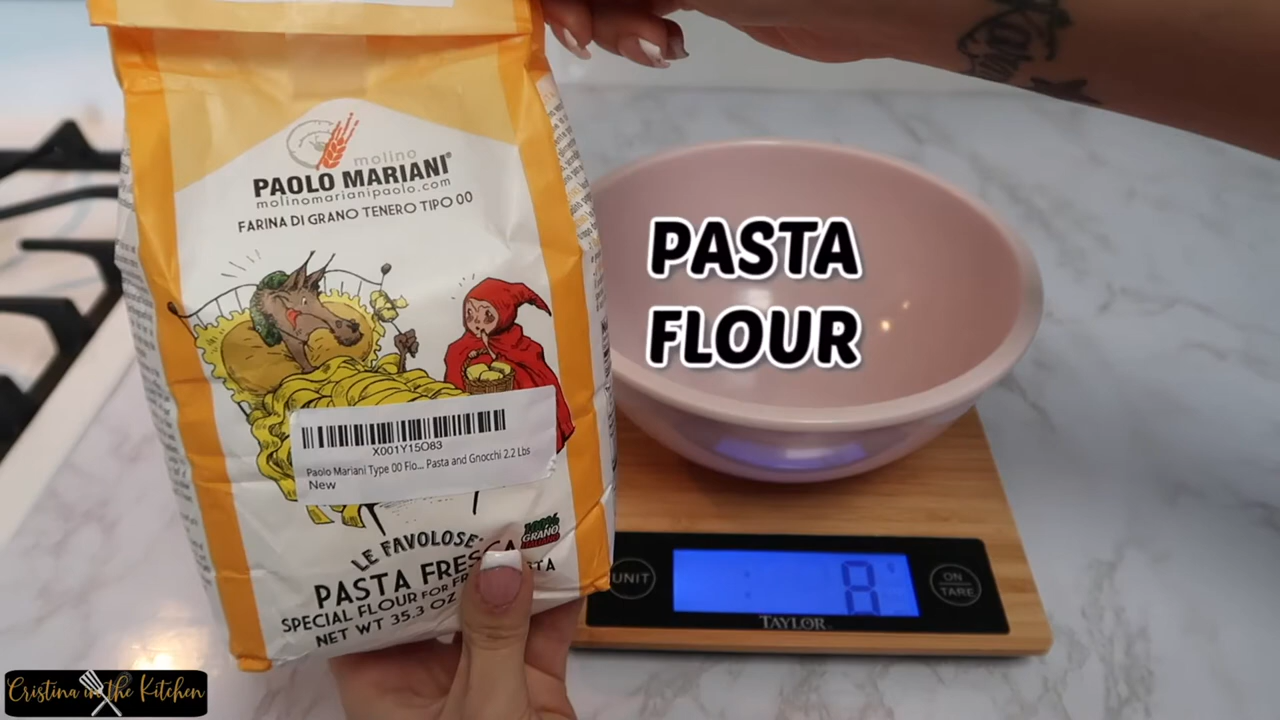 molino
PAOLO MARIANI®
molinomarianipaolo.com
FARINA DI GRANO TENERO TIPO 00
X001Y15O83
Paolo Mariani Type 00 Flo... Pasta and Gnocchi 2.2 Lbs
New
100%
GRANO
LE FAVOLOSE
PASTA FRESCA
SPECIAL FLOUR FOR
NET WT 35.3 OZ
PASTA
FLOUR
UNIT
8
ON
TARE
TAYLOR
Cristina in the Kitchen